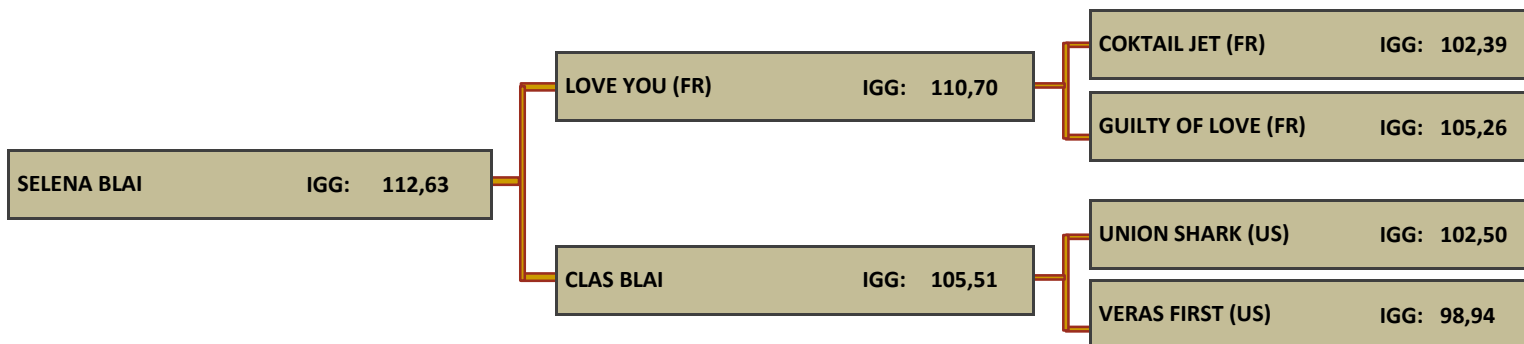 COKTAIL JET (FR) IGG: 102,39
LOVE YOU (FR) IGG: 110,70
GUILTY OF LOVE (FR) IGG: 105,26
SELENA BLAI IGG: 112,63
UNION SHARK (US) IGG: 102,50
CLAS BLAI IGG: 105,51
VERAS FIRST (US) IGG: 98,94